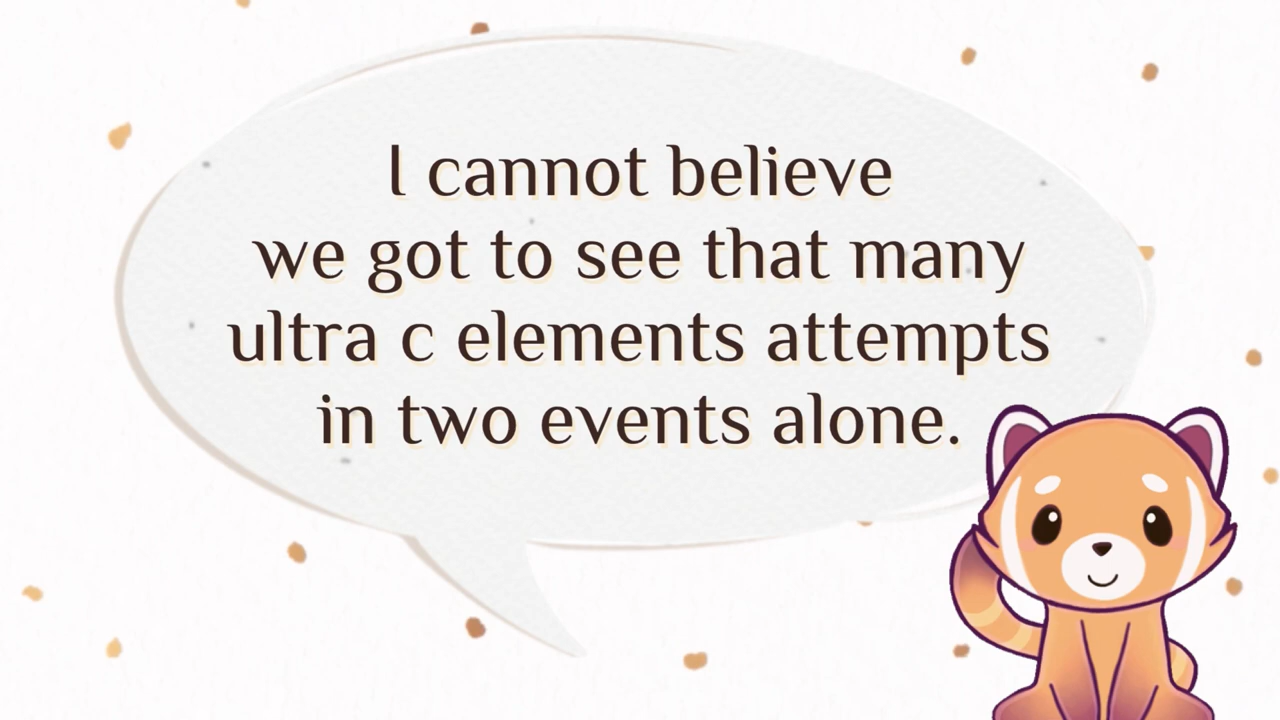 I cannot believe
we got to see that many
ultra c elements attempts
in two events alone.